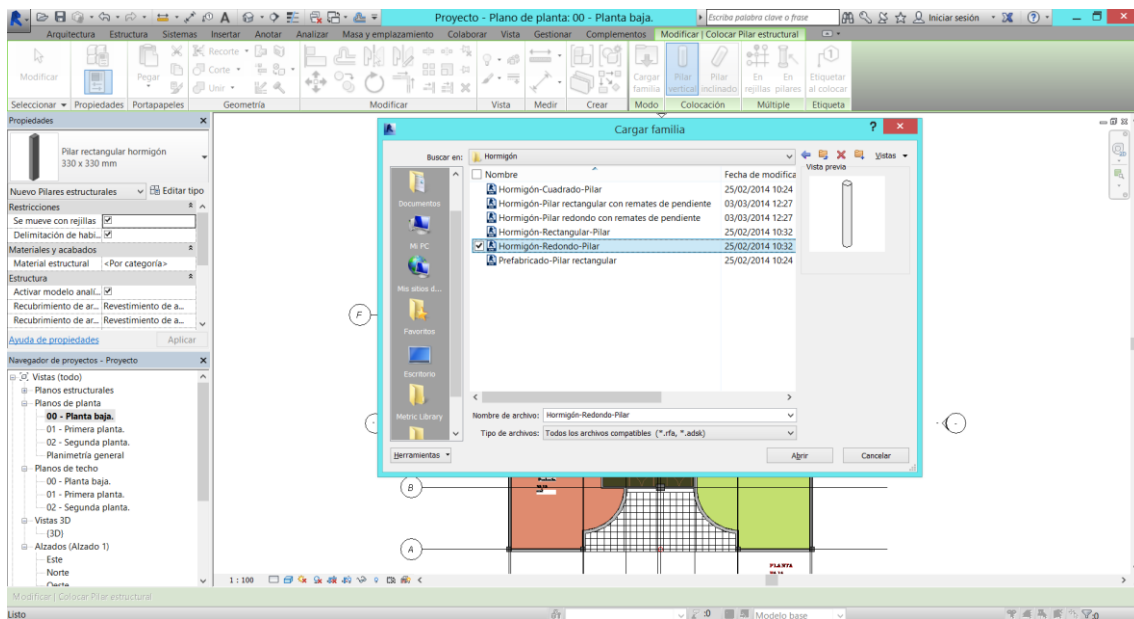 Proyecto - Plano de planta: 00 - Planta baja.
Escriba palabra clave o frase
Iniciar sesión
Arquitectura Estructura Sistemas Insertar Anotar Analizar Masa y emplazamiento Colaborar Vista Gestionar Complementos Modificar | Colocar Pilar estructural
Modificar
Pegar
Recorte
Corte
Unir
Cargar familia
Pilar vertical
Pilar inclinado
En rejillas
En pilares
Etiquetar al colocar
Seleccionar Propiedades Portapapeles Geometría Modificar Vista Medir Crear Modo Colocación Múltiple Etiqueta
Propiedades
Pilar rectangular hormigón
330 x 330 mm
Nuevo Pilares estructurales Editar tipo
Restricciones
Se mueve con rejillas
Delimitación de habi...
Materiales y acabados
Material estructural <Por categoría>
Estructura
Activar modelo analí...
Recubrimiento de ar... Revestimiento de a...
Recubrimiento de ar... Revestimiento de a...
Ayuda de propiedades Aplicar
Navegador de proyectos - Proyecto
Vistas (todo)
Planos estructurales
Planos de planta
00 - Planta baja.
01 - Primera planta.
02 - Segunda planta.
Planimetría general
Planos de techo
00 - Planta baja.
01 - Primera planta.
02 - Segunda planta.
Vistas 3D
{3D}
Alzados (Alzado 1)
Este
Norte
Oeste
Cargar familia
Buscar en: Hormigón
Vistas
Nombre Fecha de modifica
Vista previa
Hormigón-Cuadrado-Pilar 25/02/2014 10:24
Hormigón-Pilar rectangular con remates de pendiente 03/03/2014 12:27
Hormigón-Pilar redondo con remates de pendiente 03/03/2014 12:27
Hormigón-Rectangular-Pilar 25/02/2014 10:32
Hormigón-Redondo-Pilar 25/02/2014 10:32
Prefabricado-Pilar rectangular 25/02/2014 10:24
Documentos
Mi PC
Mis sitios d...
Favoritos
Escritorio
Metric Library
Nombre de archivo: Hormigón-Redondo-Pilar
Tipo de archivos: Todos los archivos compatibles (*.rfa, *.adsk)
Herramientas
Abrir
Cancelar
F
B
A
PLANTA
1 : 100
Modificar | Colocar Pilar estructural
Listo
:0
Modelo base
:0